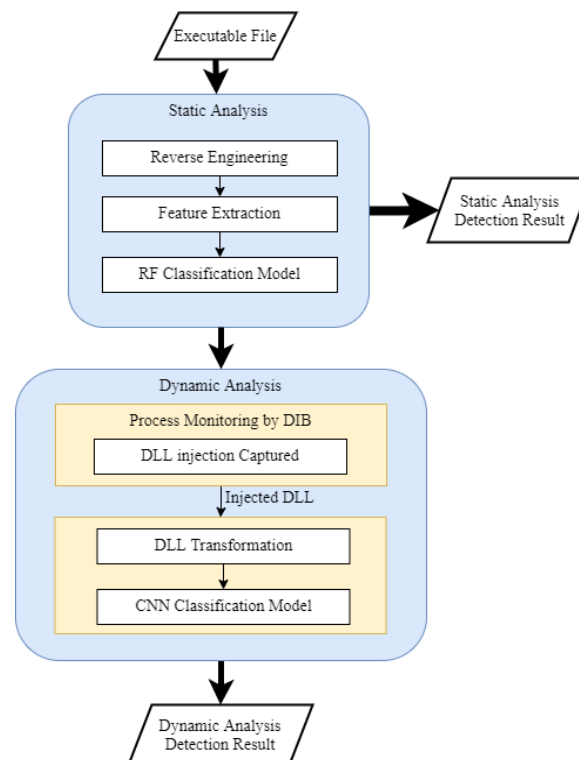 Executable File
Static Analysis
Reverse Engineering
Feature Extraction
RF Classification Model
Static Analysis
Detection Result
Dynamic Analysis
Process Monitoring by DIB
DLL injection Captured
Injected DLL
DLL Transformation
CNN Classification Model
Dynamic Analysis
Detection Result